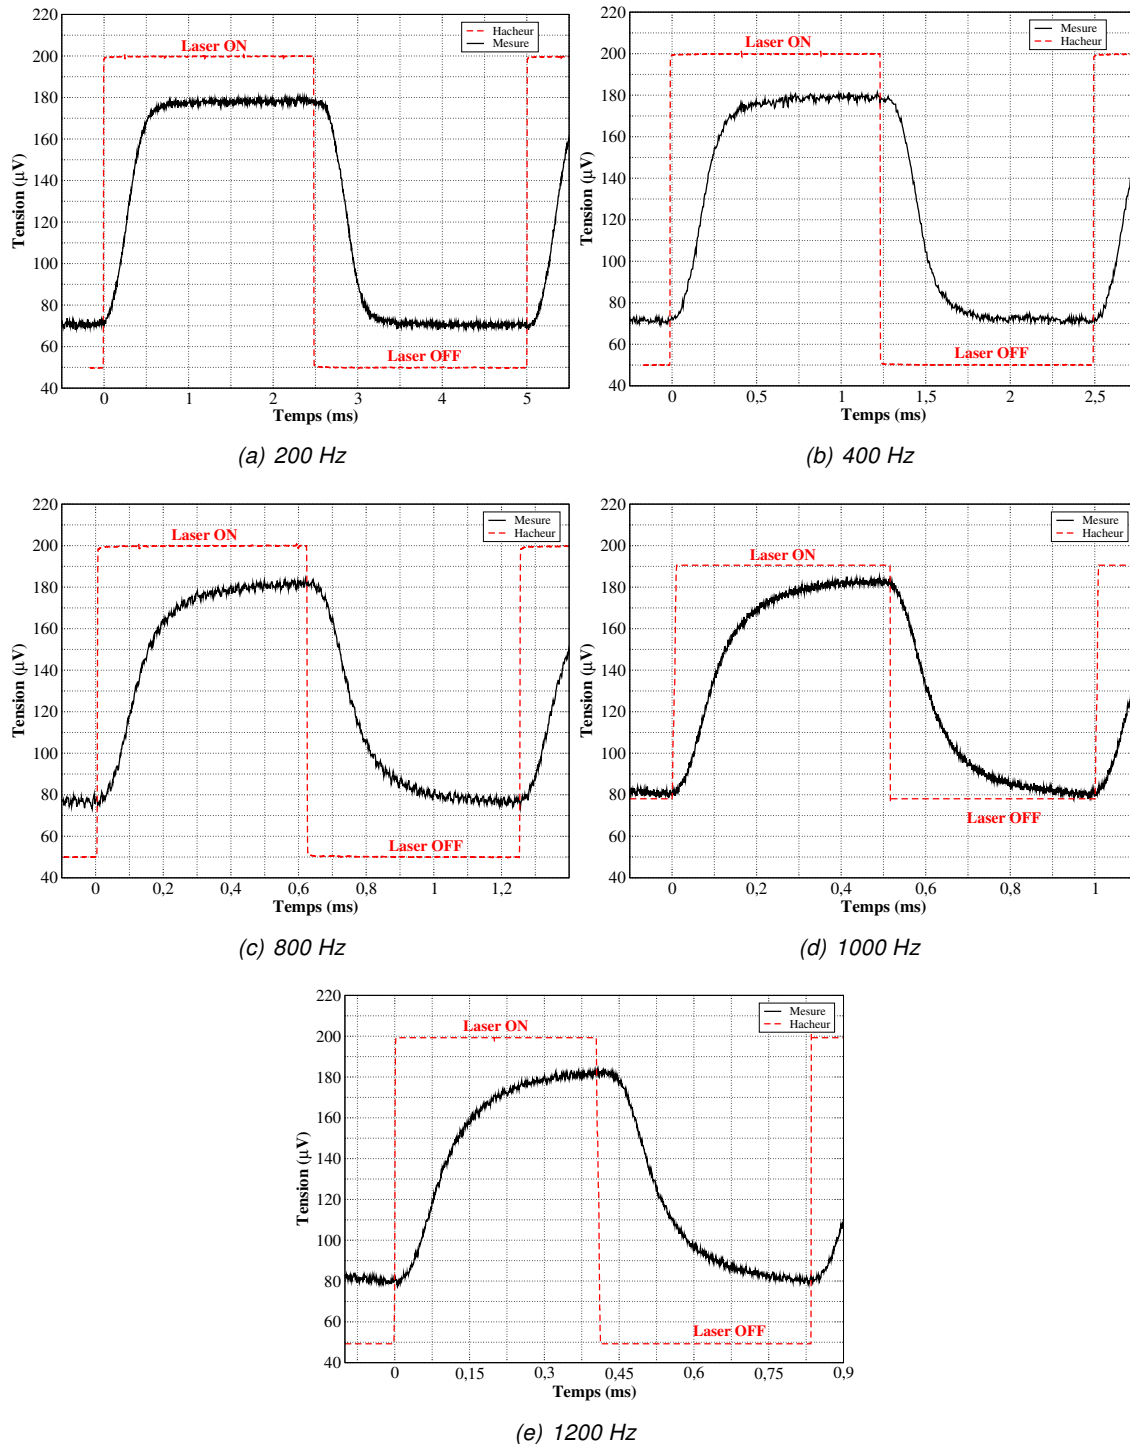 220
200
180
160
140
120
100
80
60
40
Tension (μV)
Laser ON
Hacheur
Mesure
Laser OFF
0
1
2
3
4
5
Temps (ms)
(a) 200 Hz
220
200
180
160
140
120
100
80
60
40
Tension (μV)
Laser ON
Mesure
Hacheur
Laser OFF
0
0,5
1
1,5
2
2,5
Temps (ms)
(b) 400 Hz
220
200
180
160
140
120
100
80
60
40
Tension (μV)
Laser ON
Mesure
Hacheur
Laser OFF
0
0,2
0,4
0,6
0,8
1
1,2
Temps (ms)
(c) 800 Hz
220
200
180
160
140
120
100
80
60
40
Tension (μV)
Laser ON
Mesure
Hacheur
Laser OFF
0
0,2
0,4
0,6
0,8
1
Temps (ms)
(d) 1000 Hz
220
200
180
160
140
120
100
80
60
40
Tension (μV)
Laser ON
Mesure
Hacheur
Laser OFF
0
0,15
0,3
0,45
0,6
0,75
0,9
Temps (ms)
(e) 1200 Hz